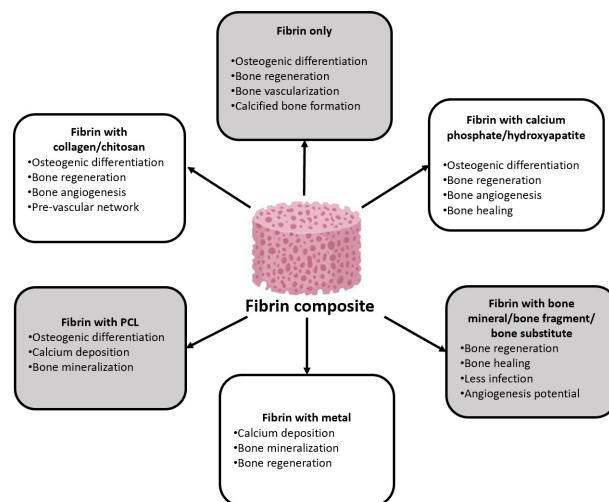 Fibrin only
•Osteogenic differentiation
•Bone regeneration
•Bone vascularization
•Calcified bone formation
Fibrin with
collagen/chitosan
•Osteogenic differentiation
•Bone regeneration
•Bone angiogenesis
•Pre-vascular network
Fibrin with calcium
phosphate/hydroxyapatite
•Osteogenic differentiation
•Bone regeneration
•Bone angiogenesis
•Bone healing
Fibrin composite
Fibrin with PCL
•Osteogenic differentiation
•Calcium deposition
•Bone mineralization
Fibrin with bone
mineral/bone fragment/
bone substitute
•Bone regeneration
•Bone healing
•Less infection
•Angiogenesis potential
Fibrin with metal
•Calcium deposition
•Bone mineralization
•Bone regeneration